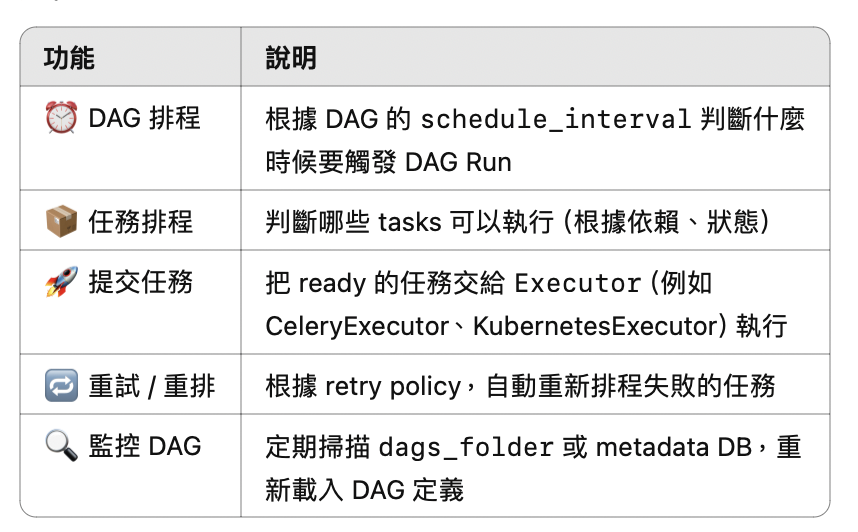 功能 說明
⏰ DAG 排程 根據 DAG 的 schedule_interval 判斷什麼
時候要觸發 DAG Run
📦 任務排程 判斷哪些 tasks 可以執行（根據依賴、狀態）
🚀 提交任務 把 ready 的任務交給 Executor（例如
CeleryExecutor、KubernetesExecutor）執行
🔁 重試 / 重排 根據 retry policy，自動重新排程失敗的任務
🔍 監控 DAG 定期掃描 dags_folder 或 metadata DB，重
新載入 DAG 定義